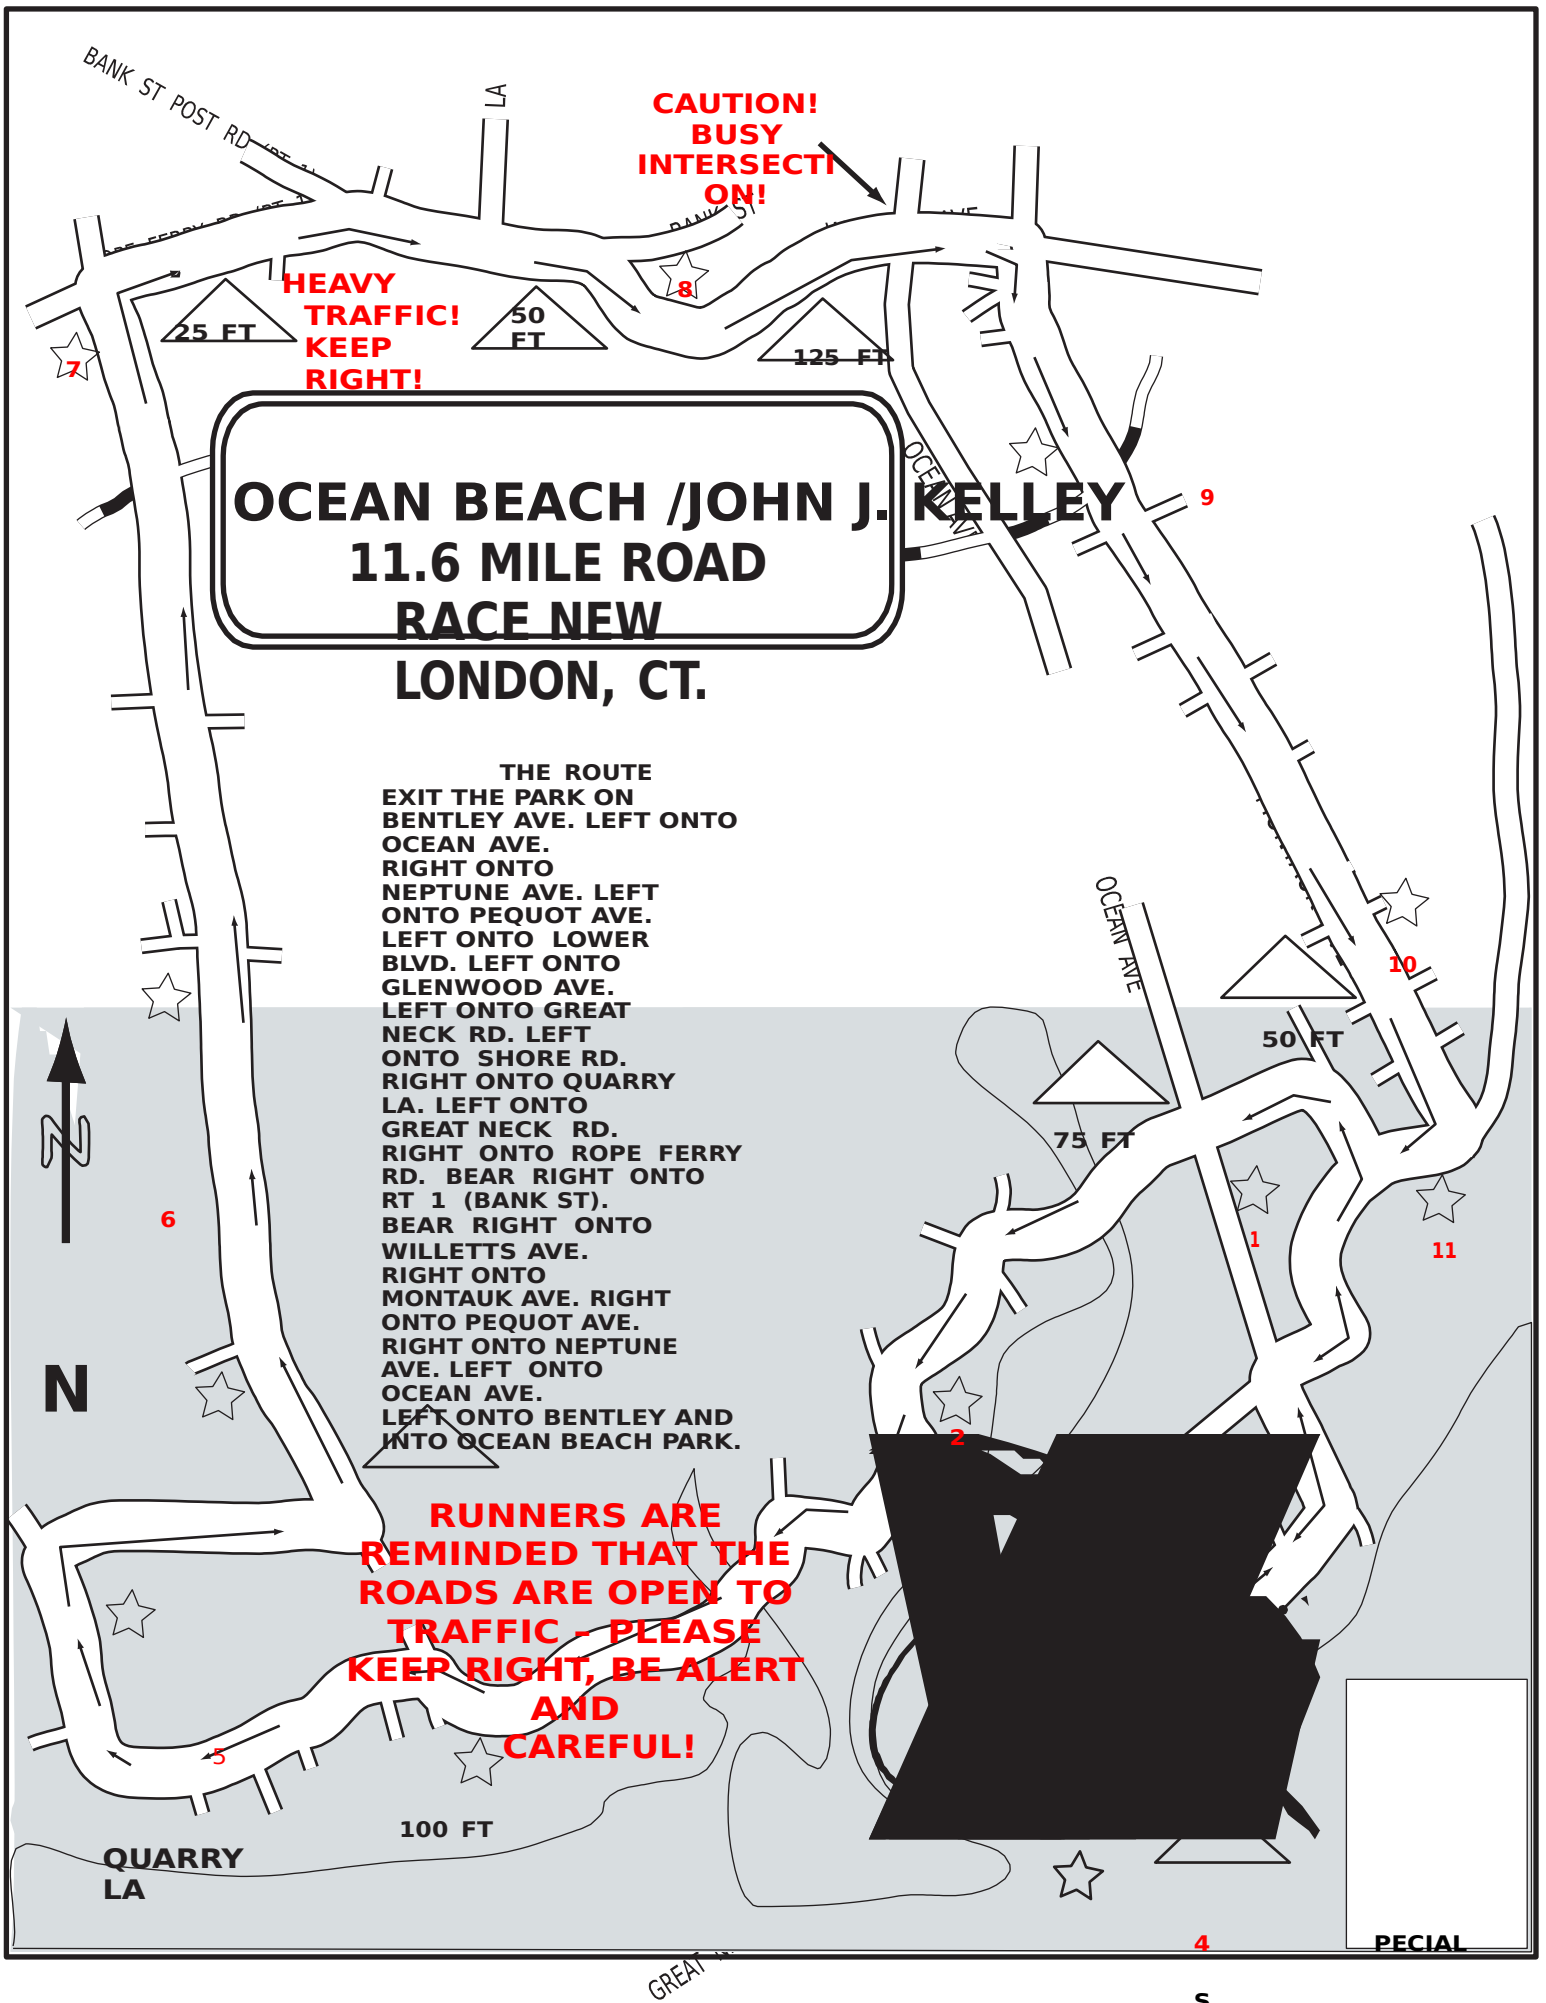 BANK ST POST RD (RT 1)
LA
CAUTION!
BUSY
INTERSECTI
ON!
BANK ST
HEAVY
TRAFFIC!
KEEP
RIGHT!
25 FT
50
FT
125 FT
8
7
OCEAN AVE
9
OCEAN BEACH /JOHN J. KELLEY
11.6 MILE ROAD
RACE NEW
LONDON, CT.
THE ROUTE
EXIT THE PARK ON
BENTLEY AVE. LEFT ONTO
OCEAN AVE.
RIGHT ONTO
NEPTUNE AVE. LEFT
ONTO PEQUOT AVE.
LEFT ONTO LOWER
BLVD. LEFT ONTO
GLENWOOD AVE.
LEFT ONTO GREAT
NECK RD. LEFT
ONTO SHORE RD.
RIGHT ONTO QUARRY
LA. LEFT ONTO
GREAT NECK RD.
RIGHT ONTO ROPE FERRY
RD. BEAR RIGHT ONTO
RT 1 (BANK ST).
BEAR RIGHT ONTO
WILLETTS AVE.
RIGHT ONTO
MONTAUK AVE. RIGHT
ONTO PEQUOT AVE.
RIGHT ONTO NEPTUNE
AVE. LEFT ONTO
OCEAN AVE.
LEFT ONTO BENTLEY AND
INTO OCEAN BEACH PARK.
OCEAN AVE
10
50 FT
75 FT
N
6
1
11
N
2
RUNNERS ARE
REMINDED THAT THE
ROADS ARE OPEN TO
TRAFFIC – PLEASE
KEEP RIGHT, BE ALERT
AND
CAREFUL!
5
100 FT
QUARRY
LA
4
PECIAL
GREAT
S